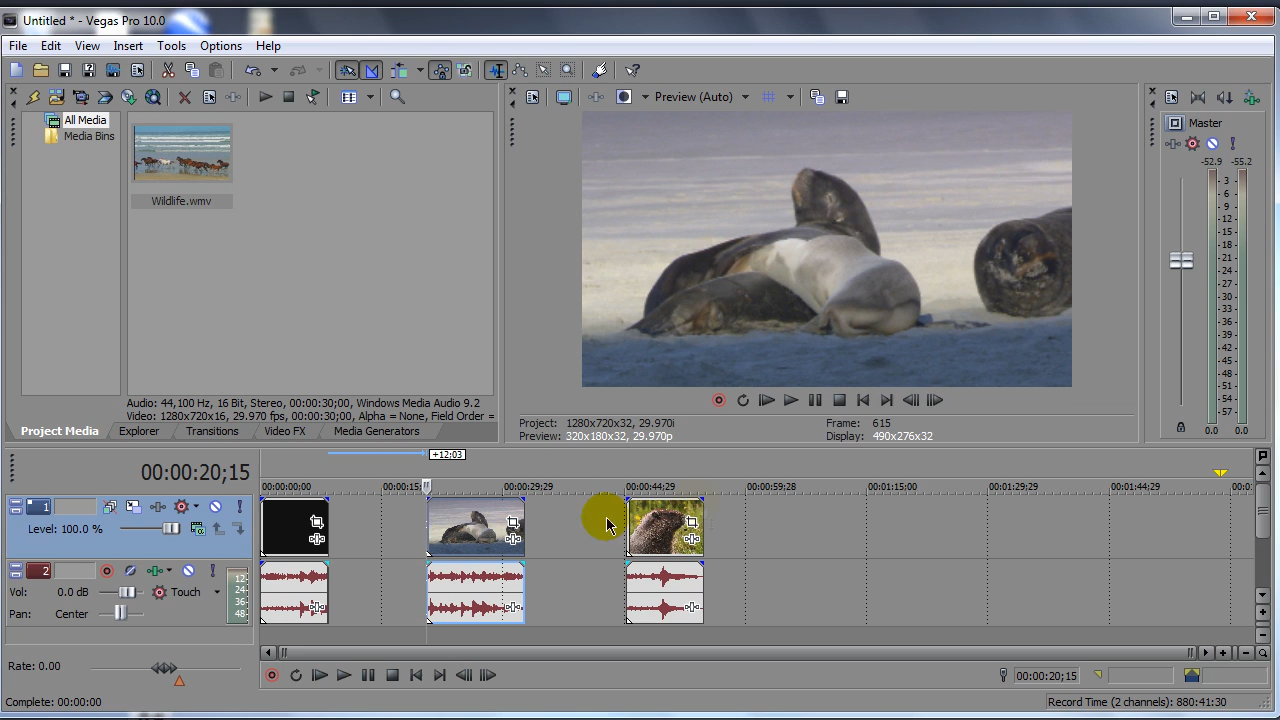 Untitled * - Vegas Pro 10.0
File Edit View Insert Tools Options Help
Preview (Auto)
All Media
Media Bins
Wildlife.wmv
Master
-52.9 -55.2
3
6
9
12
15
18
21
24
27
30
33
36
39
42
45
48
51
54
57
0.0 0.0
Audio: 44,100 Hz, 16 Bit, Stereo, 00:00:30;00, Windows Media Audio 9.2
Video: 1280x720x16, 29.970 fps, 00:00:30;00, Alpha = None, Field Order =
Project Media Explorer Transitions Video FX Media Generators
Project: 1280x720x32, 29.970i
Preview: 320x180x32, 29.970p
Frame: 615
Display: 490x276x32
+12;03
00:00:20;15
00:00:00;00 00:00:15; 00:00:29;29 00:00:44;29 00:00:59;28 00:01:15;00 00:01:29;29 00:01:44;29 00:0
1
Level: 100.0 %
2
Vol: 0.0 dB Touch
Pan: Center
12
24
36
48
Rate: 0.00
00:00:20;15
Complete: 00:00:00
Record Time (2 channels): 880:41:30